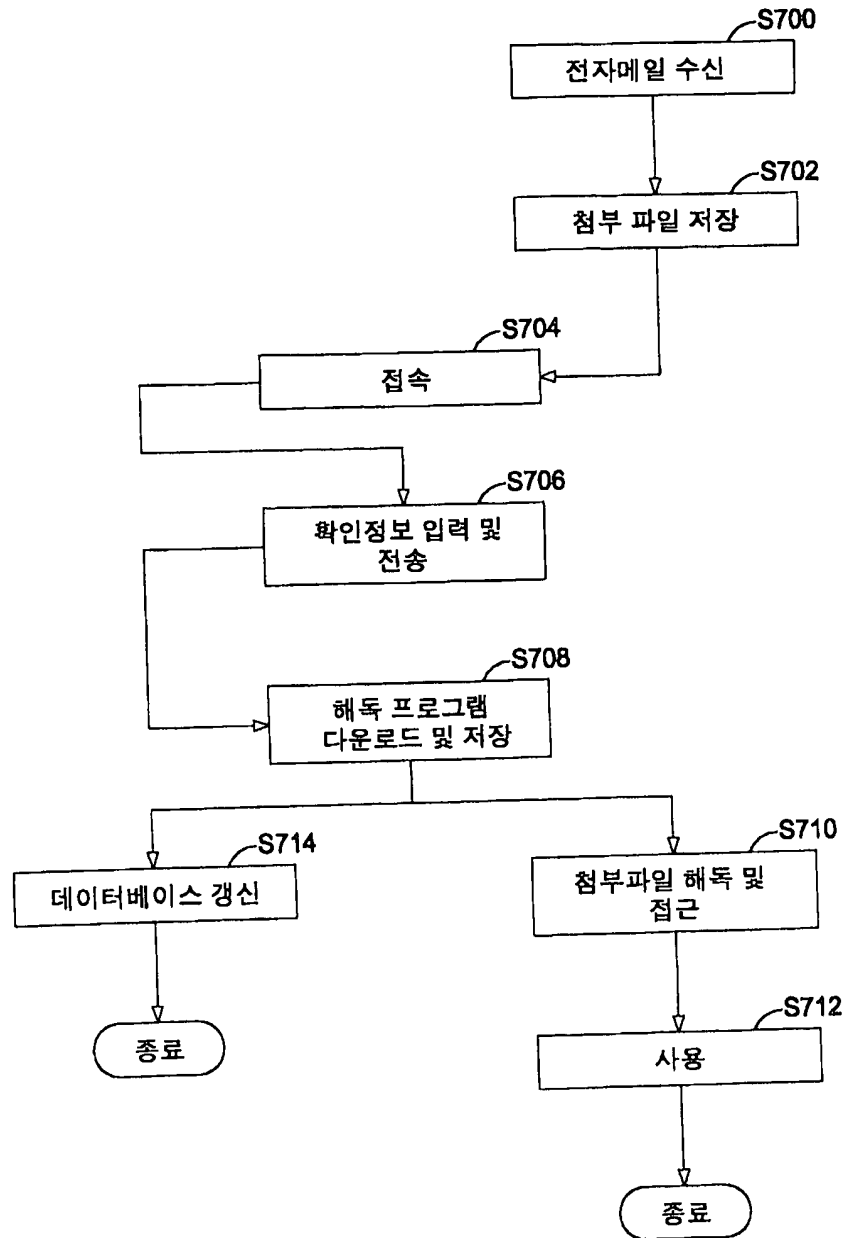 S700
전자메일 수신
S702
첨부 파일 저장
S704
접속
S706
확인정보 입력 및
전송
S708
해독 프로그램
다운로드 및 저장
S714
데이터베이스 갱신
S710
첨부파일 해독 및
접근
종료
S712
사용
종료